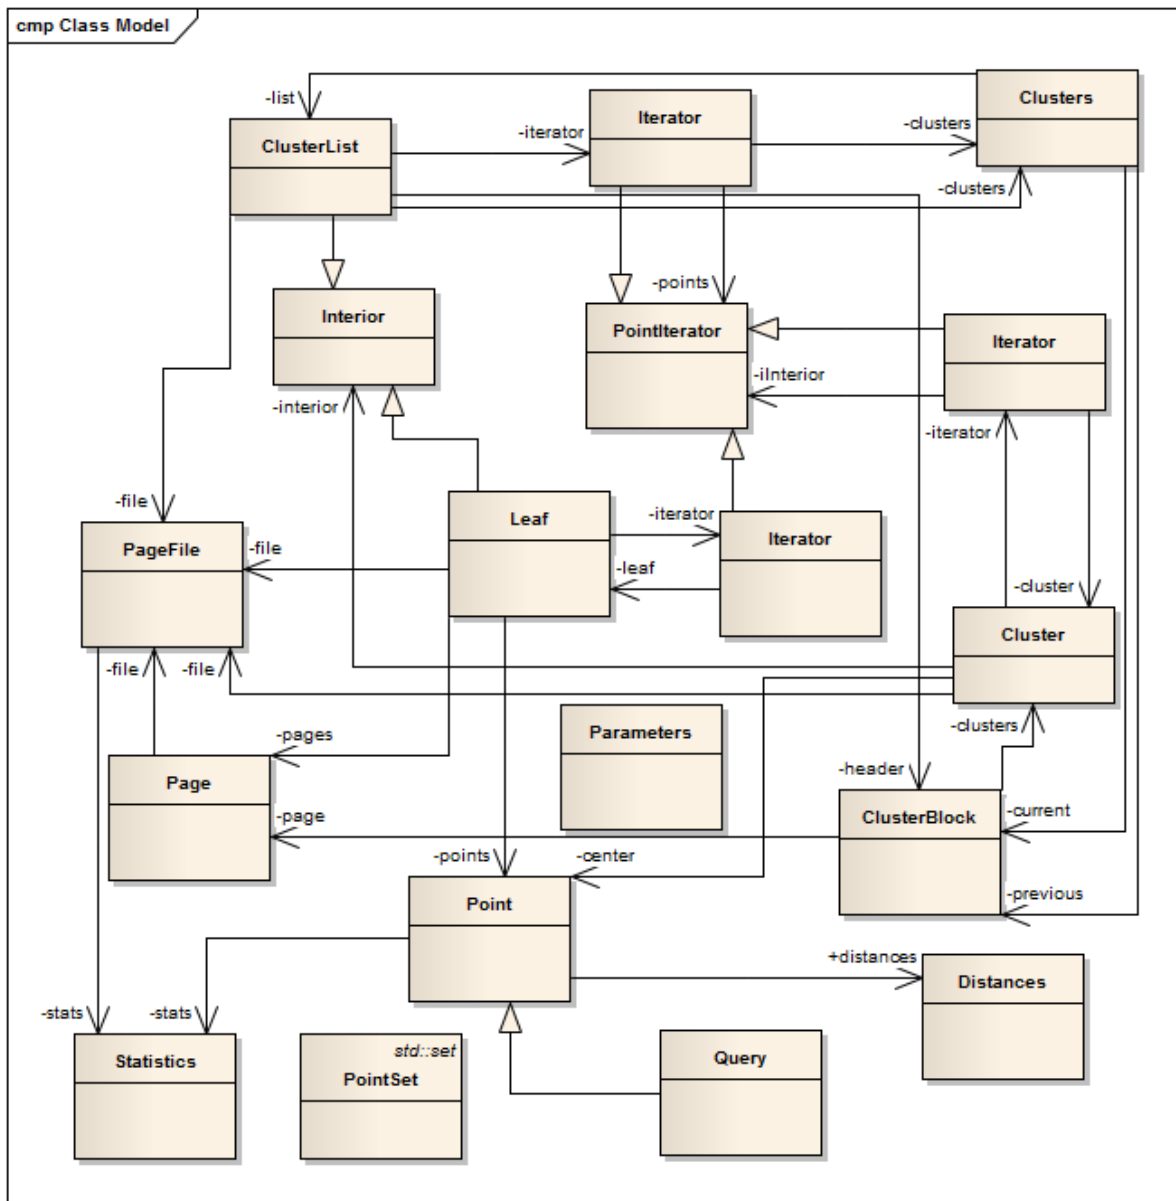 cmp Class Model
-list
Clusters
Iterator
-iterator
-clusters
ClusterList
-clusters
-points
Interior
PointIterator
Iterator
-iInterior
-interior
-iterator
-file
Leaf
-iterator
Iterator
PageFile
-file
-leaf
-cluster
Cluster
-file
-file
-clusters
Parameters
-pages
-header
Page
ClusterBlock
-current
-page
-points
-center
-previous
Point
+distances
Distances
-stats
-stats
std::set
Statistics
PointSet
Query